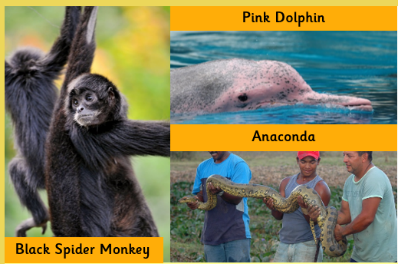 Pink Dolphin
Anaconda
Black Spider Monkey